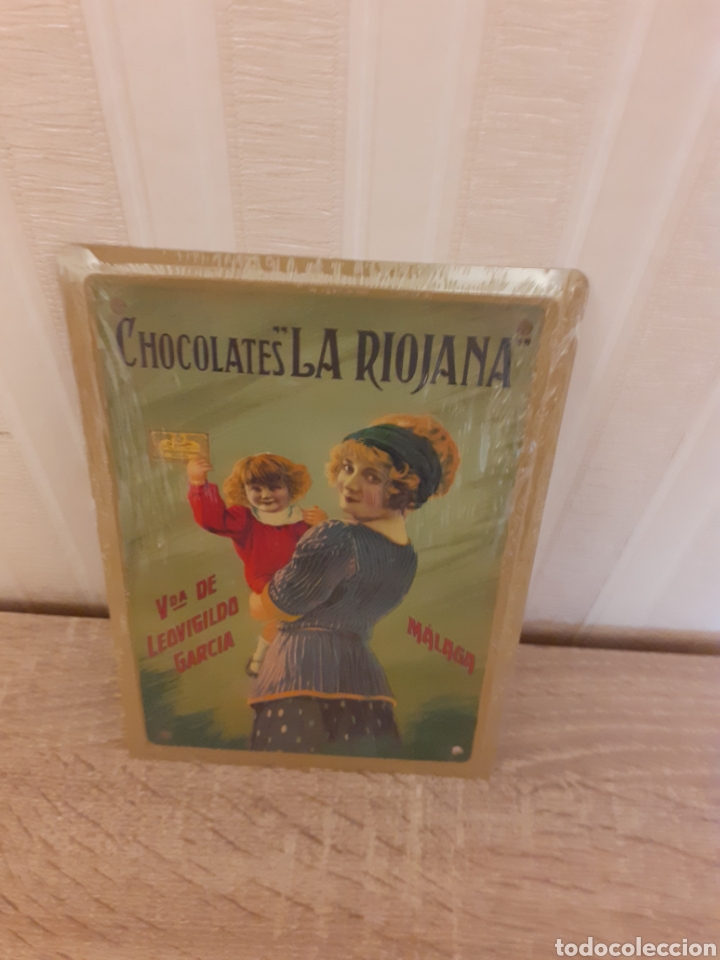 CHOCOLATES "LA RIOJANA"
VDA DE
LEOVIGILDO
GARCIA
MÁLAGA
todocoleccion